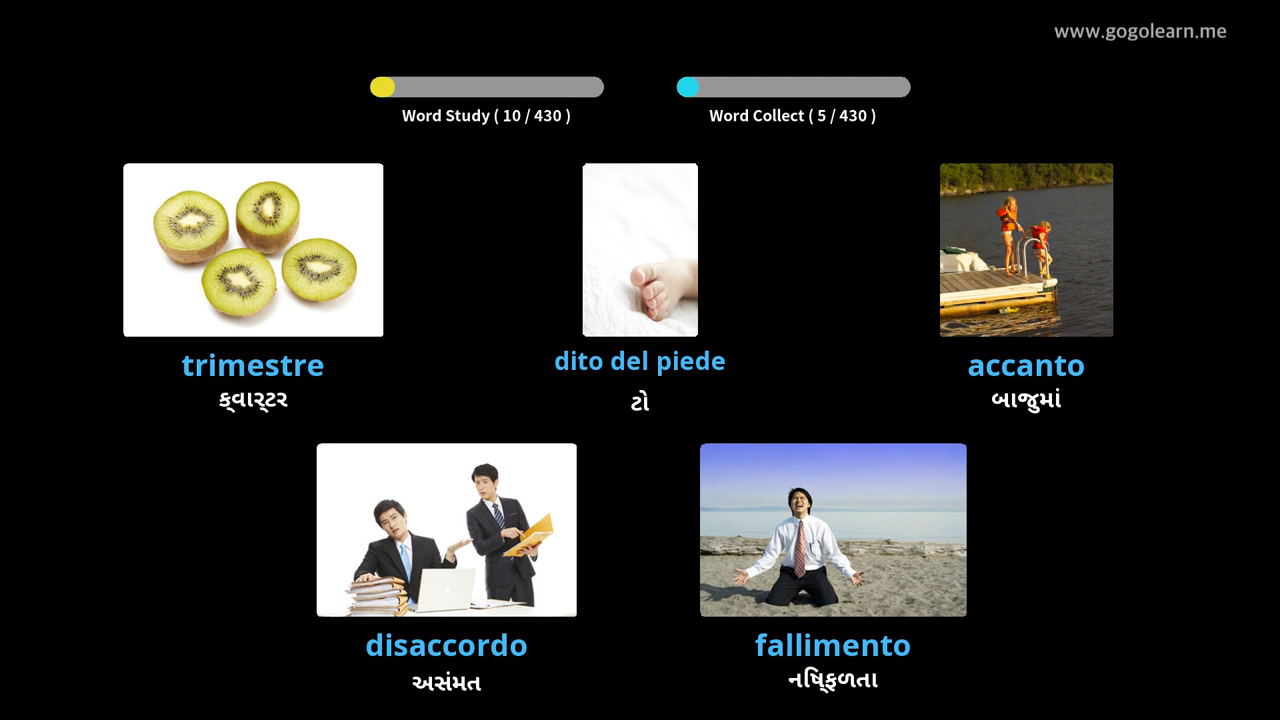 www.gogolearn.me
Word Study ( 10 / 430 )
Word Collect ( 5 / 430 )
trimestre
ક્વાર્ટર
dito del piede
ટો
accanto
બાજુમાં
disaccordo
અસંમત
fallimento
નિષ્ફળતા